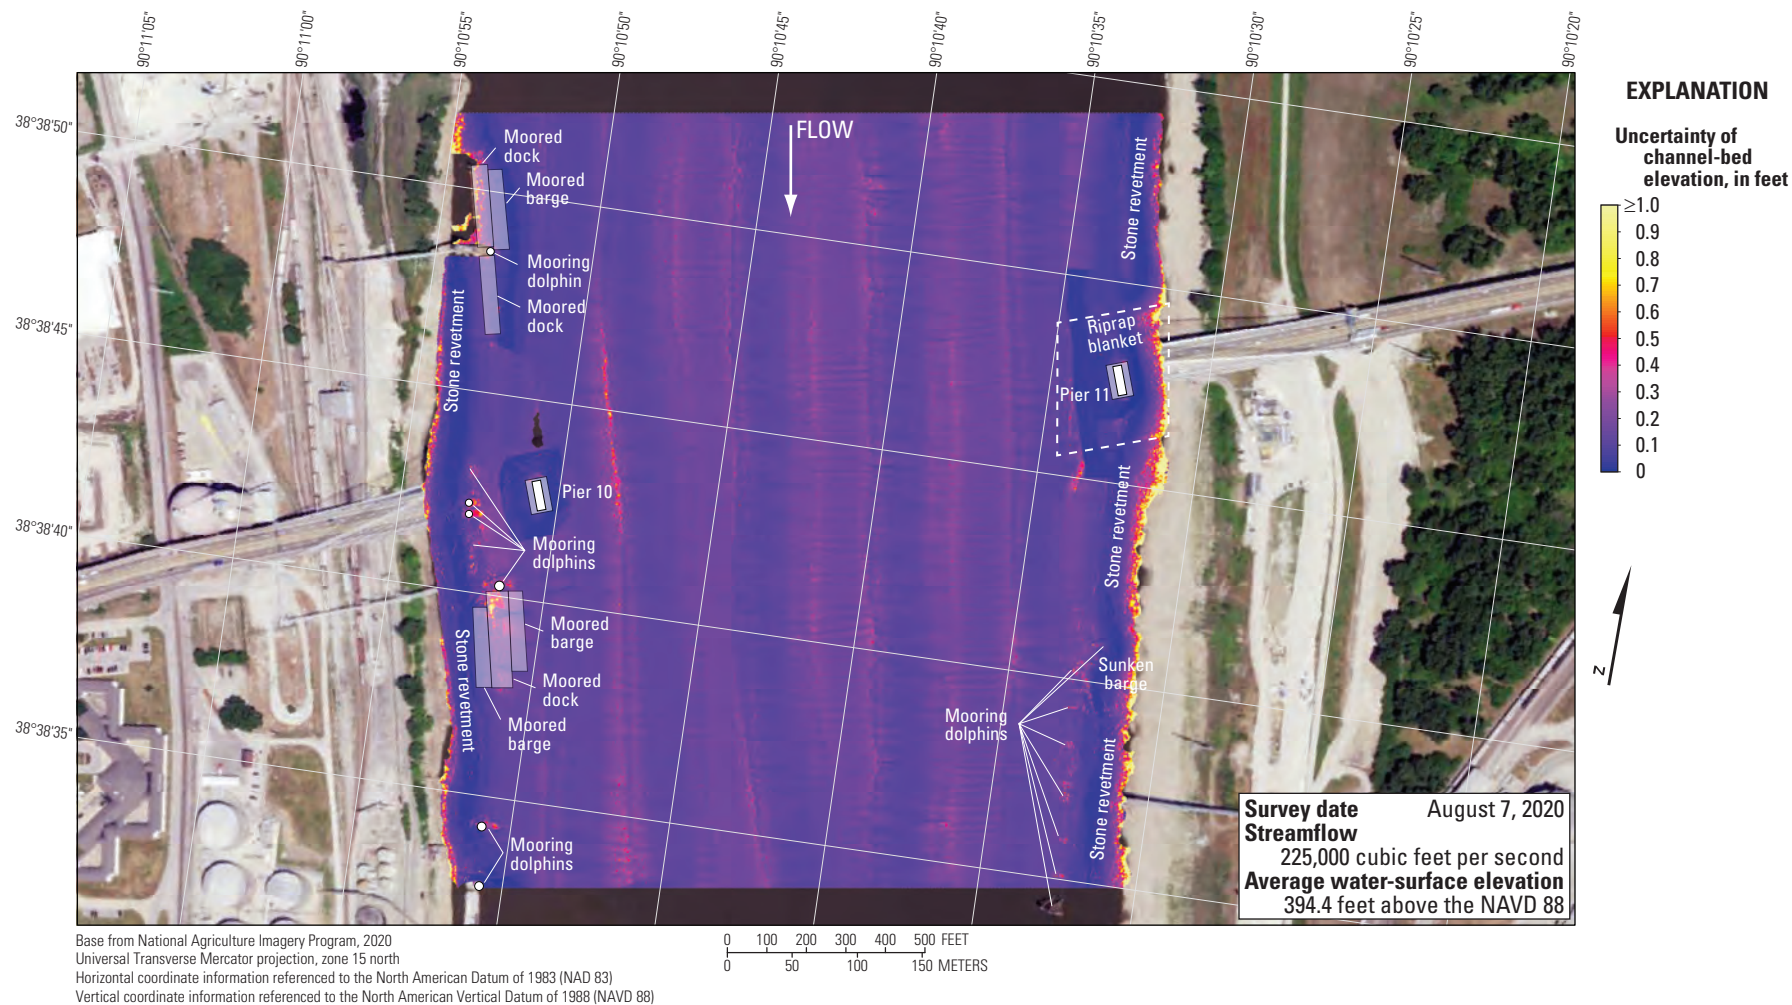 90°11'05"
90°11'00"
90°10'55"
90°10'50"
90°10'45"
90°10'40"
90°10'35"
90°10'30"
90°10'25"
90°10'20"
38°38'50"
38°38'45"
38°38'40"
38°38'35"
FLOW
Moored
dock
Moored
barge
Mooring
dolphin
Moored
dock
Stone revetment
Stone revetment
Riprap
blanket
Pier 11
Pier 10
Mooring
dolphins
Stone revetment
Moored
barge
Moored
dock
Moored
barge
Stone revetment
Sunken
barge
Mooring
dolphins
Stone revetment
Mooring
dolphins
EXPLANATION
Uncertainty of
channel-bed
elevation, in feet
≥1.0
0.9
0.8
0.7
0.6
0.5
0.4
0.3
0.2
0.1
0
N
Survey date August 7, 2020
Streamflow
225,000 cubic feet per second
Average water-surface elevation
394.4 feet above the NAVD 88
Base from National Agriculture Imagery Program, 2020
Universal Transverse Mercator projection, zone 15 north
Horizontal coordinate information referenced to the North American Datum of 1983 (NAD 83)
Vertical coordinate information referenced to the North American Vertical Datum of 1988 (NAVD 88)
0 100 200 300 400 500 FEET
0 50 100 150 METERS